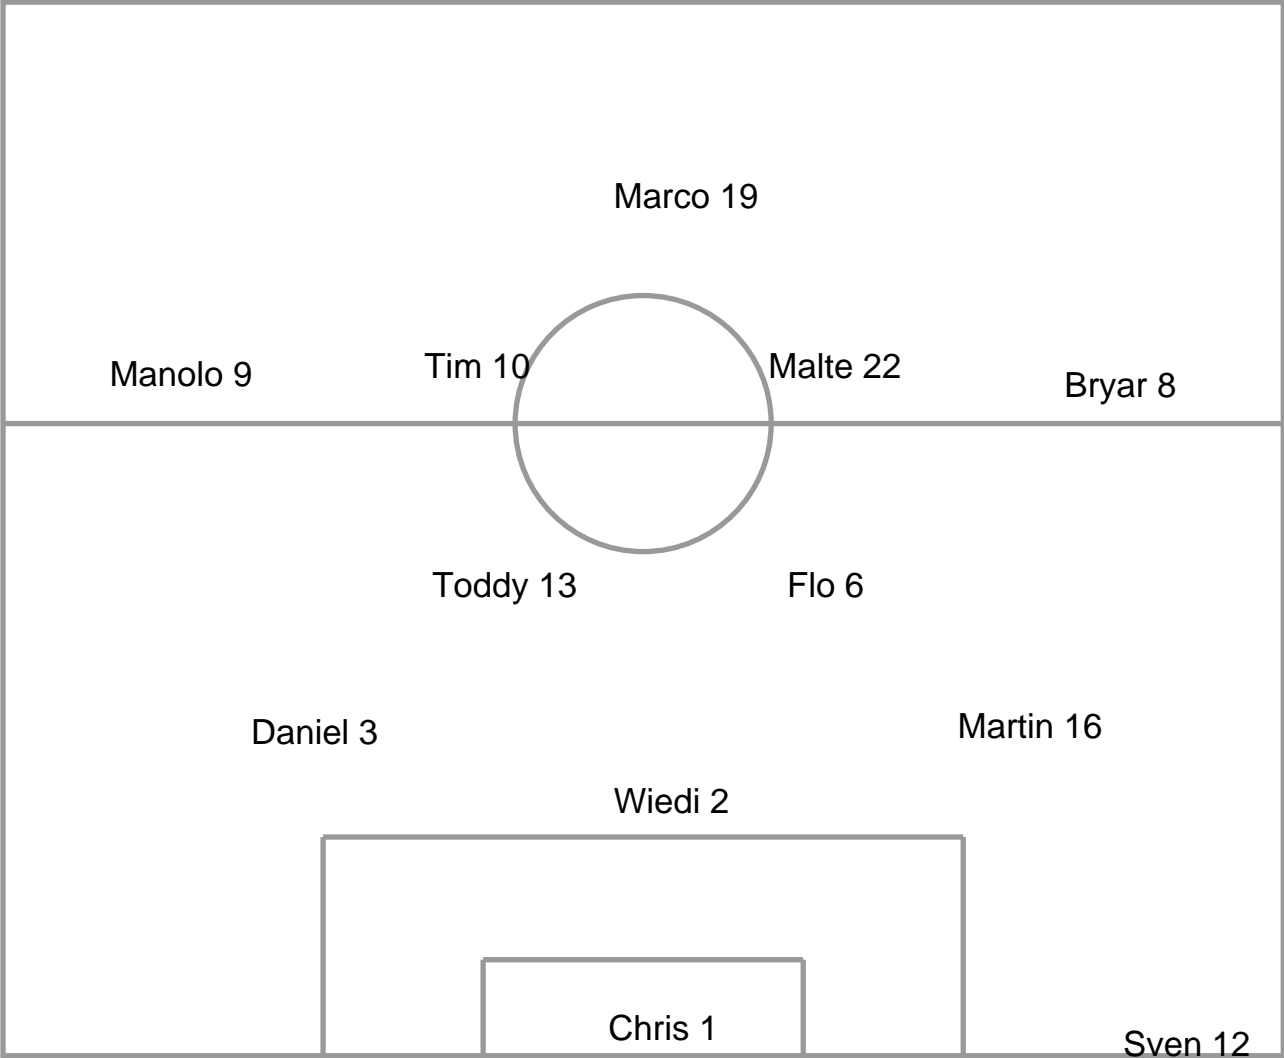 Marco 19
Manolo 9
Tim 10
Malte 22
Bryar 8
Toddy 13
Flo 6
Daniel 3
Martin 16
Wiedi 2
Chris 1
Sven 12